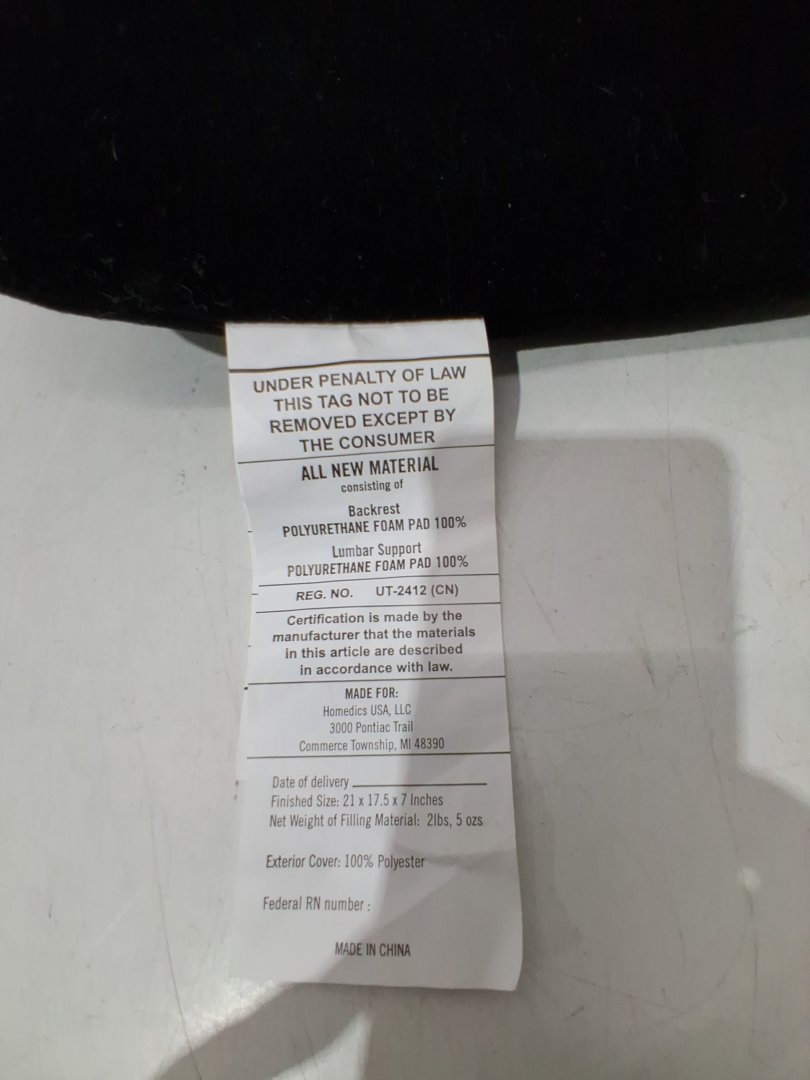 UNDER PENALTY OF LAW
THIS TAG NOT TO BE
REMOVED EXCEPT BY
THE CONSUMER
ALL NEW MATERIAL
consisting of
Backrest
POLYURETHANE FOAM PAD 100%
Lumbar Support
POLYURETHANE FOAM PAD 100%
REG. NO. UT-2412 (CN)
Certification is made by the
manufacturer that the materials
in this article are described
in accordance with law.
MADE FOR:
Homedics USA, LLC
3000 Pontiac Trail
Commerce Township, MI 48390
Date of delivery
Finished Size: 21 x 17.5 x 7 Inches
Net Weight of Filling Material: 2lbs, 5 ozs
Exterior Cover: 100% Polyester
Federal RN number :
MADE IN CHINA